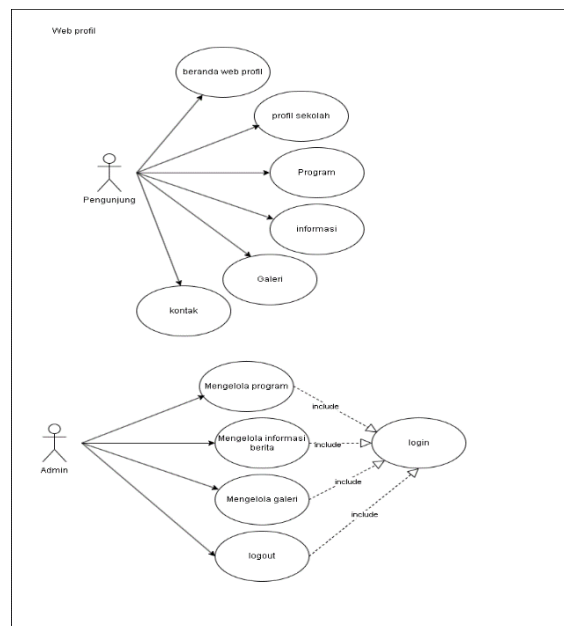 Web profil
beranda web profil
profil sekolah
Program
Pengunjung
informasi
Galeri
kontak
Mengelola program
include
Mengelola informasi
berita
include
login
Admin
include
Mengelola galeri
include
logout